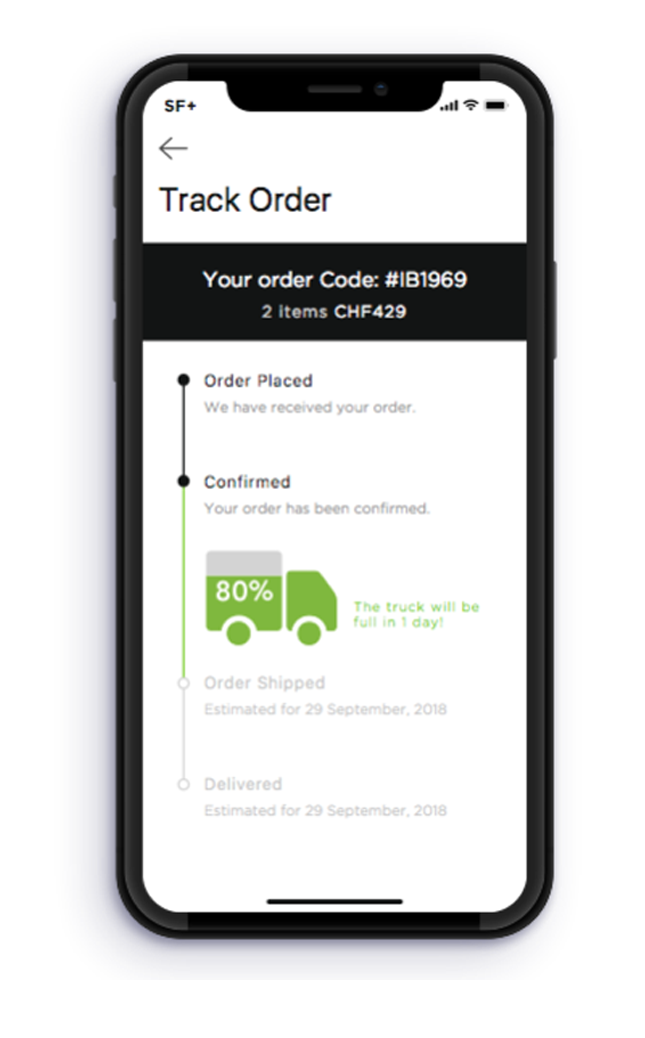 SF+
Track Order
Your order Code: #IB1969
2 items CHF429
Order Placed
We have received your order.
Confirmed
Your order has been confirmed.
80%
The truck will be
full in 1 day!
Order Shipped
Estimated for 29 September, 2018
Delivered
Estimated for 29 September, 2018